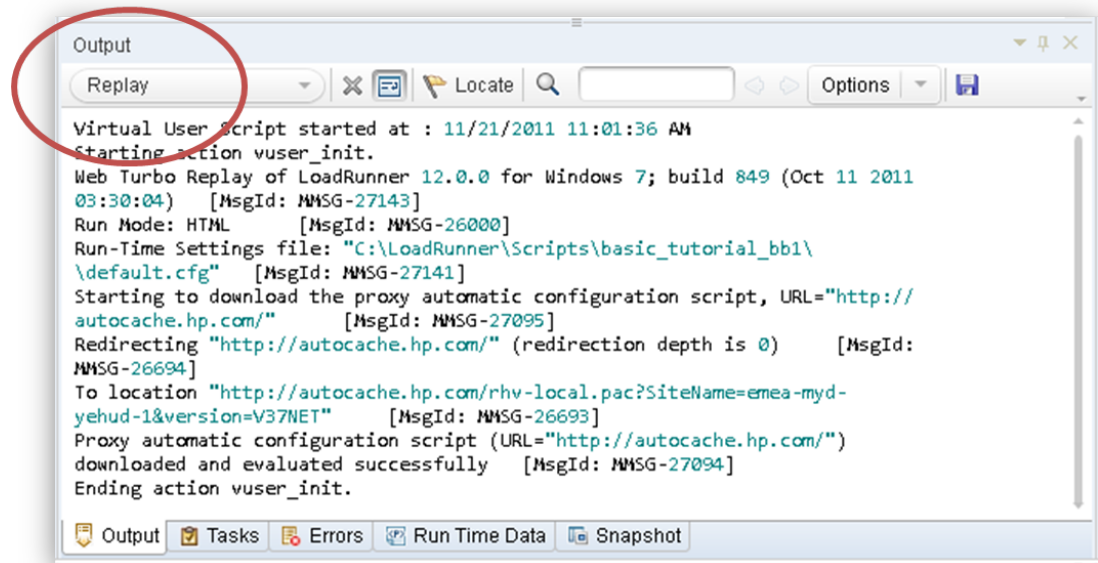 Output
Replay
Locate
Options
Virtual User Script started at : 11/21/2011 11:01:36 AM
Starting action vuser_init.
Web Turbo Replay of LoadRunner 12.0.0 for Windows 7; build 849 (Oct 11 2011
03:30:04) [MsgId: MMSG-27143]
Run Mode: HTML [MsgId: MMSG-26000]
Run-Time Settings file: "C:\LoadRunner\Scripts\basic_tutorial_bb1\
\default.cfg" [MsgId: MMSG-27141]
Starting to download the proxy automatic configuration script, URL="http://
autocache.hp.com/" [MsgId: MMSG-27095]
Redirecting "http://autocache.hp.com/" (redirection depth is 0) [MsgId:
MMSG-26694]
To location "http://autocache.hp.com/rhv-local.pac?SiteName=emea-myd-
yehud-1&version=V37NET" [MsgId: MMSG-26693]
Proxy automatic configuration script (URL="http://autocache.hp.com/")
downloaded and evaluated successfully [MsgId: MMSG-27094]
Ending action vuser_init.
Output Tasks Errors Run Time Data Snapshot